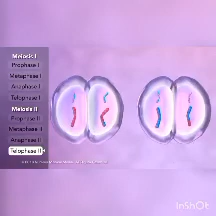 Meiosis I
Prophase I
Metaphase I
Anaphase I
Telophase I
Meiosis II
Prophase II
Metaphase II
Anaphase II
Telophase II
InShOt